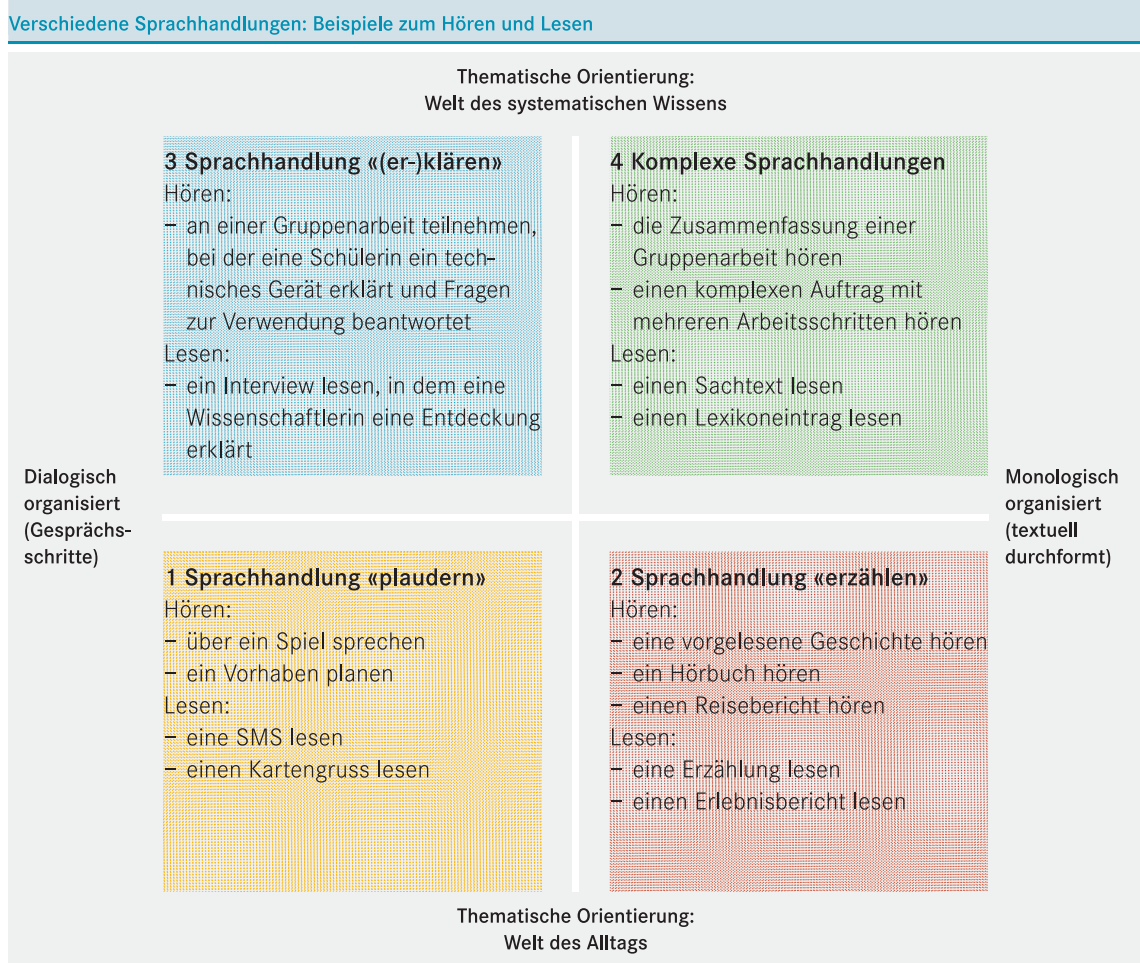 Verschiedene Sprachhandlungen: Beispiele zum Hören und Lesen
Thematische Orientierung:
Welt des systematischen Wissens
3 Sprachhandlung «(er-)klären»
Hören:
– an einer Gruppenarbeit teilnehmen,
bei der eine Schülerin ein tech-
nisches Gerät erklärt und Fragen
zur Verwendung beantwortet
Lesen:
– ein Interview lesen, in dem eine
Wissenschaftlerin eine Entdeckung
erklärt
4 Komplexe Sprachhandlungen
Hören:
– die Zusammenfassung einer
Gruppenarbeit hören
– einen komplexen Auftrag mit
mehreren Arbeitsschritten hören
Lesen:
– einen Sachtext lesen
– einen Lexikoneintrag lesen
Dialogisch
organisiert
(Gesprächs-
schritte)
Monologisch
organisiert
(textuell
durchformt)
1 Sprachhandlung «plaudern»
Hören:
– über ein Spiel sprechen
– ein Vorhaben planen
Lesen:
– eine SMS lesen
– einen Kartengruss lesen
2 Sprachhandlung «erzählen»
Hören:
– eine vorgelesene Geschichte hören
– ein Hörbuch hören
– einen Reisebericht hören
Lesen:
– eine Erzählung lesen
– einen Erlebnisbericht lesen
Thematische Orientierung:
Welt des Alltags